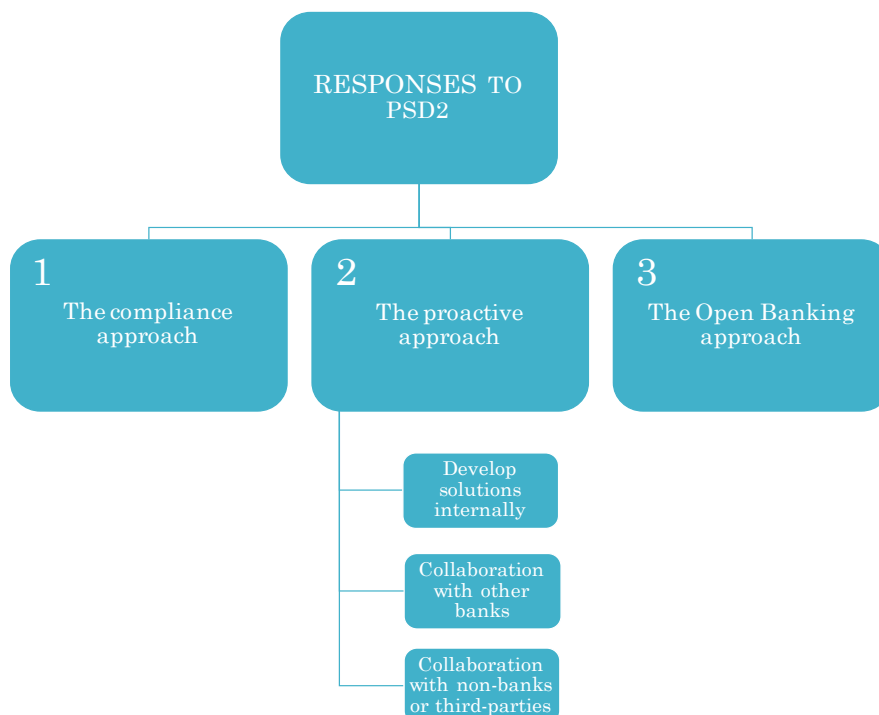 RESPONSES TO
PSD2
1
The compliance
approach
2
The proactive
approach
3
The Open Banking
approach
Develop
solutions
internally
Collaboration
with other
banks
Collaboration
with non-banks
or third-parties